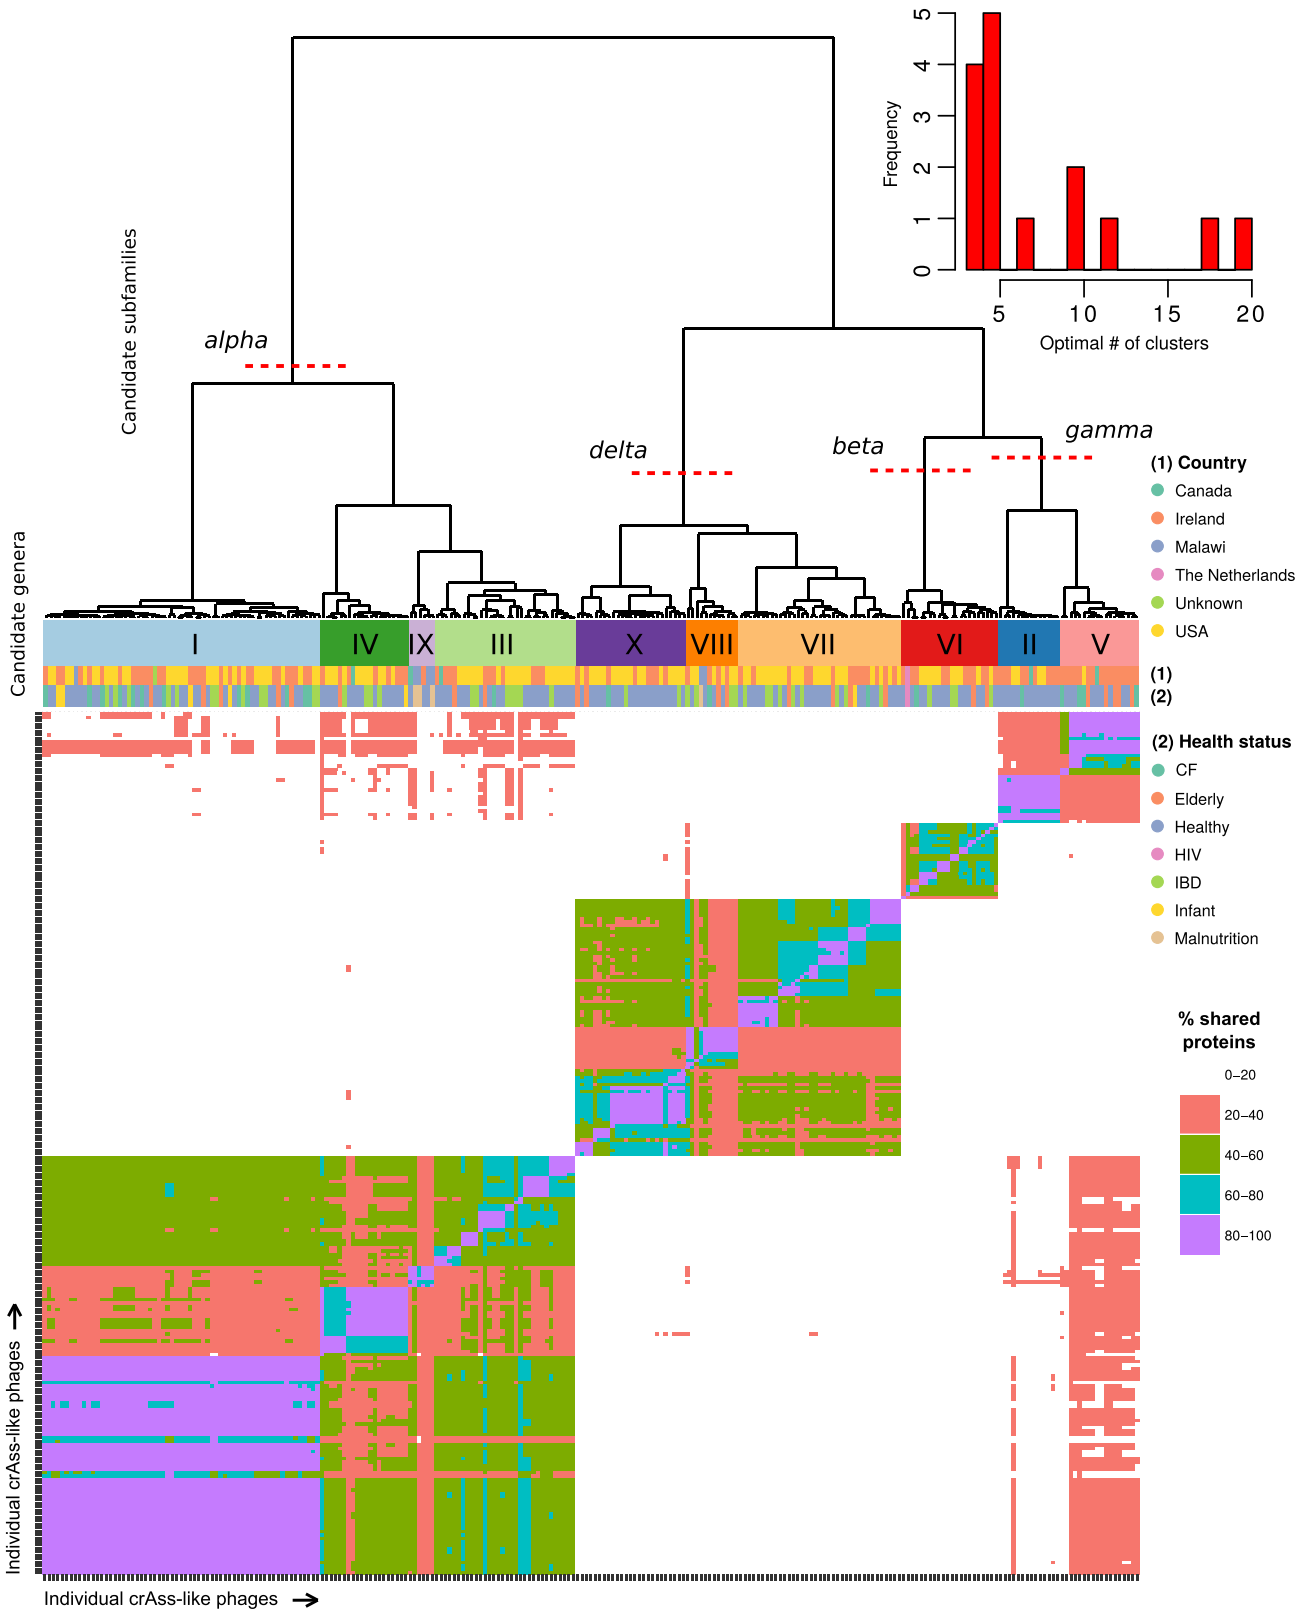 5
4
3
2
1
0
Frequency
5 10 15 20
Optimal # of clusters
Candidate subfamilies
alpha
delta
beta
gamma
Candidate genera
I IV IX III X VIII VII VI II V
(1)
(2)
(1) Country
Canada
Ireland
Malawi
The Netherlands
Unknown
USA
(2) Health status
CF
Elderly
Healthy
HIV
IBD
Infant
Malnutrition
% shared
proteins
0–20
20–40
40–60
60–80
80–100
Individual crAss-like phages →
Individual crAss-like phages →